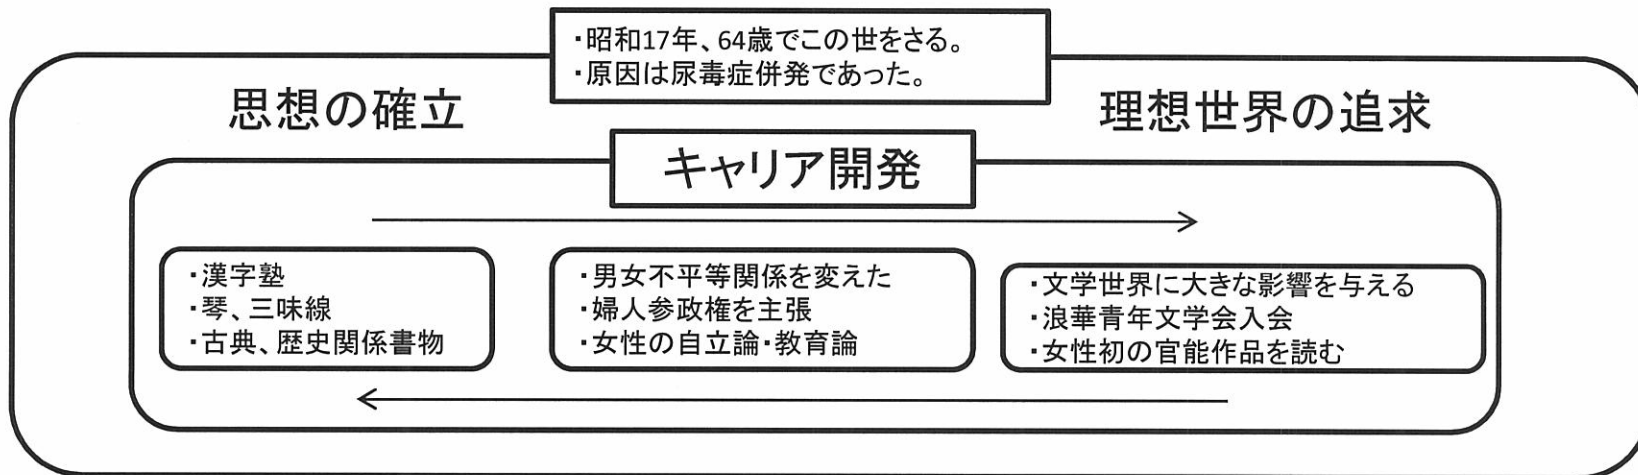 ・昭和17年、64歳でこの世をさる。
・原因は尿毒症併発であった。
思想の確立
理想世界の追求
キャリア開発
・漢字塾
・琴、三味線
・古典、歴史関係書物
・男女不平等関係を変えた
・婦人参政権を主張
・女性の自立論・教育論
・文学世界に大きな影響を与える
・浪華青年文学会入会
・女性初の官能作品を読む